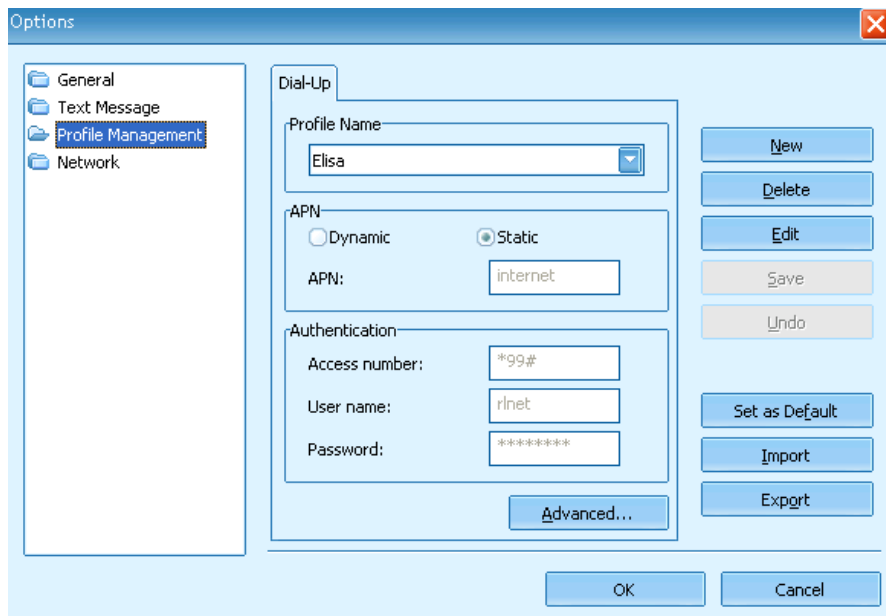 Options
General
Text Message
Profile Management
Network
Dial-Up
Profile Name
Elisa
APN
Dynamic Static
APN: internet
Authentication
Access number: *99#
User name: rlnet
Password: ********
Advanced...
New
Delete
Edit
Save
Undo
Set as Default
Import
Export
OK Cancel